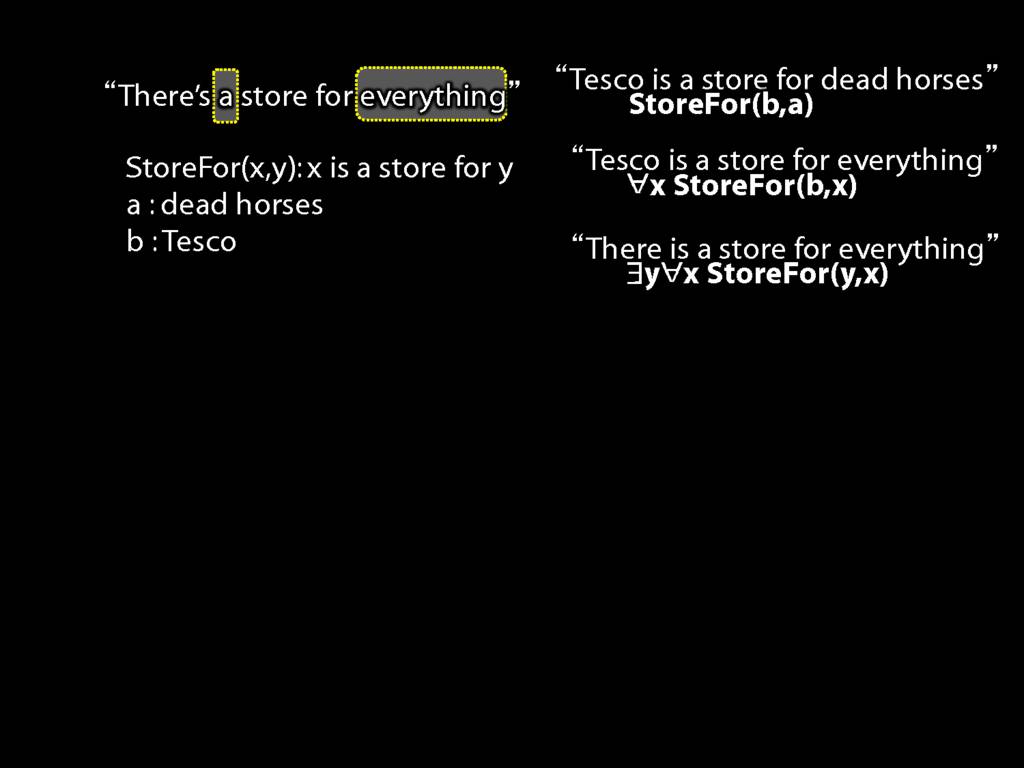 “There’s a store for everything”
StoreFor(x,y): x is a store for y
a : dead horses
b : Tesco
“Tesco is a store for dead horses”
StoreFor(b,a)
“Tesco is a store for everything”
∀x StoreFor(b,x)
“There is a store for everything”
∃y∀x StoreFor(y,x)